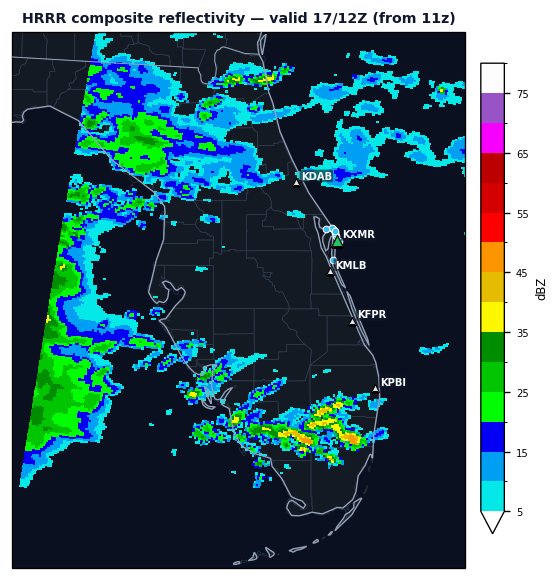 HRRR composite reflectivity — valid 17/12Z (from 11z)
KDAB
KXMR
KMLB
KFPR
KPBI
75
65
55
45
35
25
15
5
dBZ